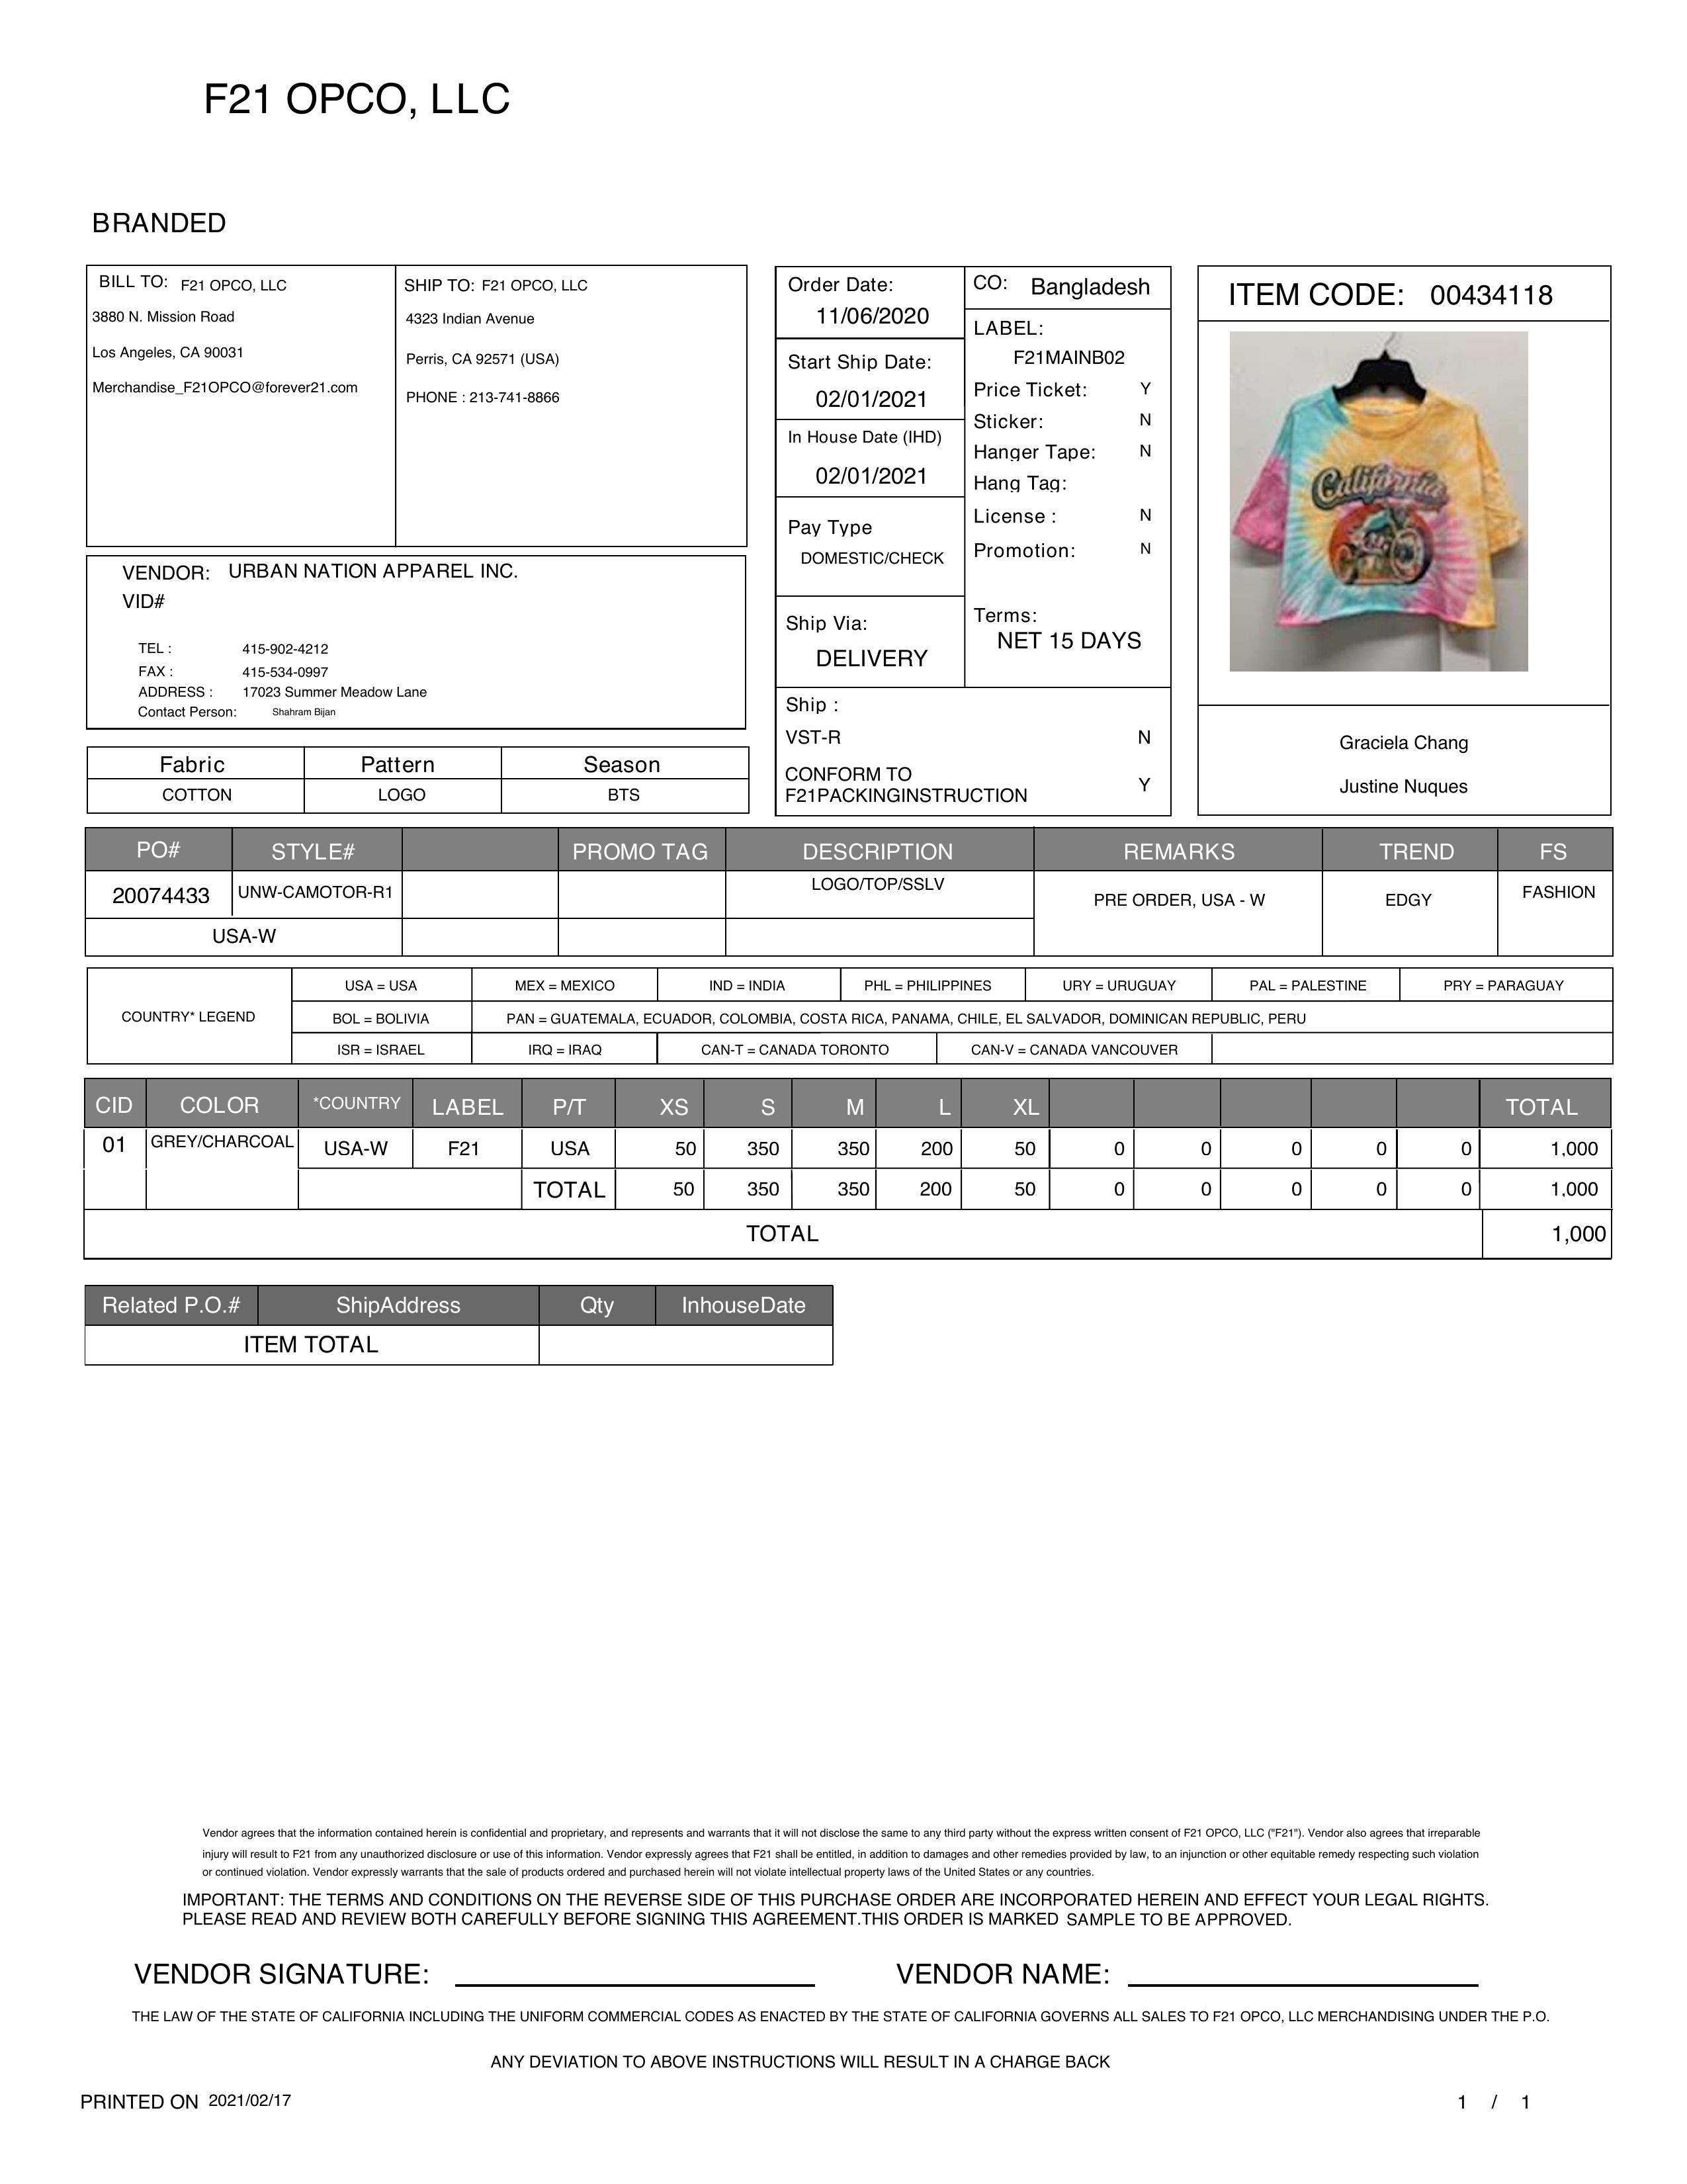 F21 OPCO, LLC
BRANDED
BILL TO: F21 OPCO, LLC
3880 N. Mission Road
Los Angeles, CA 90031
Merchandise_F21OPCO@forever21.com
SHIP TO: F21 OPCO, LLC
4323 Indian Avenue
Perris, CA 92571 (USA)
PHONE : 213-741-8866
VENDOR: URBAN NATION APPAREL INC.
VID#
TEL : 415-902-4212
FAX : 415-534-0997
ADDRESS : 17023 Summer Meadow Lane
Contact Person: Shahram Bijan
Fabric Pattern Season
COTTON LOGO BTS
Order Date:
11/06/2020
Start Ship Date:
02/01/2021
In House Date (IHD)
02/01/2021
Pay Type
DOMESTIC/CHECK
Ship Via:
DELIVERY
CO: Bangladesh
LABEL:
F21MAINB02
Price Ticket: Y
Sticker: N
Hanger Tape: N
Hang Tag:
License : N
Promotion: N
Terms:
NET 15 DAYS
Ship :
VST-R N
CONFORM TO
F21PACKINGINSTRUCTION Y
ITEM CODE: 00434118
California
Graciela Chang
Justine Nuques
PO# STYLE# PROMO TAG DESCRIPTION REMARKS TREND FS
20074433 UNW-CAMOTOR-R1 LOGO/TOP/SSLV PRE ORDER, USA - W EDGY FASHION
USA-W
COUNTRY* LEGEND
USA = USA MEX = MEXICO IND = INDIA PHL = PHILIPPINES URY = URUGUAY PAL = PALESTINE PRY = PARAGUAY
BOL = BOLIVIA PAN = GUATEMALA, ECUADOR, COLOMBIA, COSTA RICA, PANAMA, CHILE, EL SALVADOR, DOMINICAN REPUBLIC, PERU
ISR = ISRAEL IRQ = IRAQ CAN-T = CANADA TORONTO CAN-V = CANADA VANCOUVER
CID COLOR *COUNTRY LABEL P/T XS S M L XL TOTAL
01 GREY/CHARCOAL USA-W F21 USA 50 350 350 200 50 0 0 0 0 0 1,000
TOTAL 50 350 350 200 50 0 0 0 0 0 1,000
TOTAL 1,000
Related P.O.# ShipAddress Qty InhouseDate
ITEM TOTAL
Vendor agrees that the information contained herein is confidential and proprietary, and represents and warrants that it will not disclose the same to any third party without the express written consent of F21 OPCO, LLC ("F21"). Vendor also agrees that irreparable
injury will result to F21 from any unauthorized disclosure or use of this information. Vendor expressly agrees that F21 shall be entitled, in addition to damages and other remedies provided by law, to an injunction or other equitable remedy respecting such violation
or continued violation. Vendor expressly warrants that the sale of products ordered and purchased herein will not violate intellectual property laws of the United States or any countries.
IMPORTANT: THE TERMS AND CONDITIONS ON THE REVERSE SIDE OF THIS PURCHASE ORDER ARE INCORPORATED HEREIN AND EFFECT YOUR LEGAL RIGHTS.
PLEASE READ AND REVIEW BOTH CAREFULLY BEFORE SIGNING THIS AGREEMENT.THIS ORDER IS MARKED SAMPLE TO BE APPROVED.
VENDOR SIGNATURE: VENDOR NAME:
THE LAW OF THE STATE OF CALIFORNIA INCLUDING THE UNIFORM COMMERCIAL CODES AS ENACTED BY THE STATE OF CALIFORNIA GOVERNS ALL SALES TO F21 OPCO, LLC MERCHANDISING UNDER THE P.O.
ANY DEVIATION TO ABOVE INSTRUCTIONS WILL RESULT IN A CHARGE BACK
PRINTED ON 2021/02/17 1 / 1